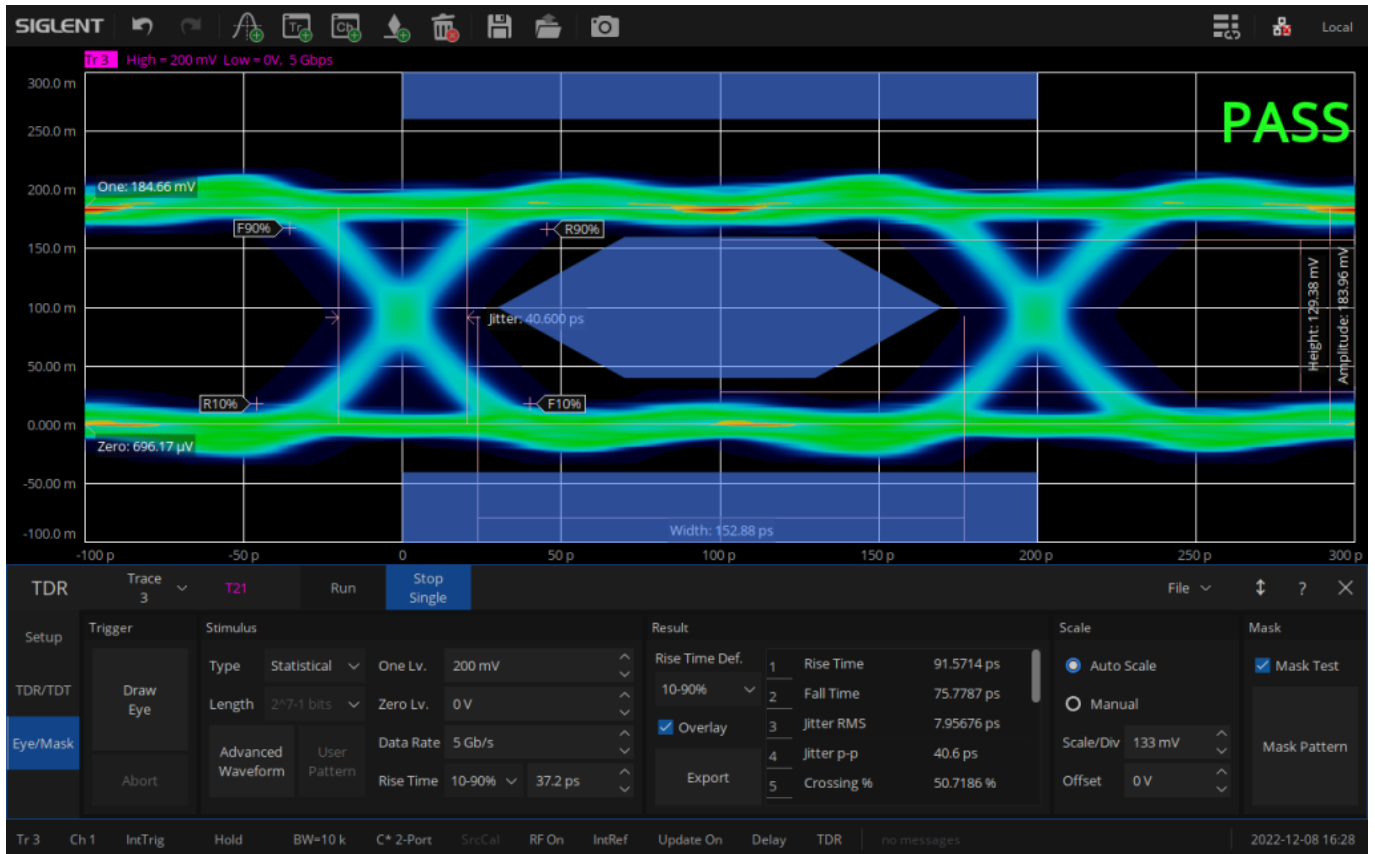 SIGLENT Tr Ch Local
Tr 3 High = 200 mV Low = 0V, 5 Gbps
300.0 m
250.0 m
PASS
200.0 m
One: 184.66 mV
F90% R90%
150.0 m
100.0 m
Jitter: 40.600 ps
Height: 129.38 mV
Amplitude: 183.96 mV
50.00 m
R10% F10%
0.000 m
Zero: 696.17 µV
-50.00 m
Width: 152.88 ps
-100.0 m
-100 p -50 p 0 50 p 100 p 150 p 200 p 250 p 300 p
TDR Trace 3 T21 Run Stop Single File ?
Setup Trigger Stimulus Result Scale Mask
Type Statistical One Lv. 200 mV Rise Time Def. 1 Rise Time 91.5714 ps Auto Scale Mask Test
TDR/TDT Draw Eye Length 2^7-1 bits Zero Lv. 0 V 10-90% 2 Fall Time 75.7787 ps Manual
Eye/Mask Advanced Waveform User Pattern Data Rate 5 Gb/s Overlay 3 Jitter RMS 7.95676 ps Scale/Div 133 mV Mask Pattern
4 Jitter p-p 40.6 ps
Abort Rise Time 10-90% 37.2 ps Export 5 Crossing % 50.7186 % Offset 0 V
Tr 3 Ch 1 IntTrig Hold BW=10 k C* 2-Port SrcCal RF On IntRef Update On Delay TDR no messages 2022-12-08 16:28